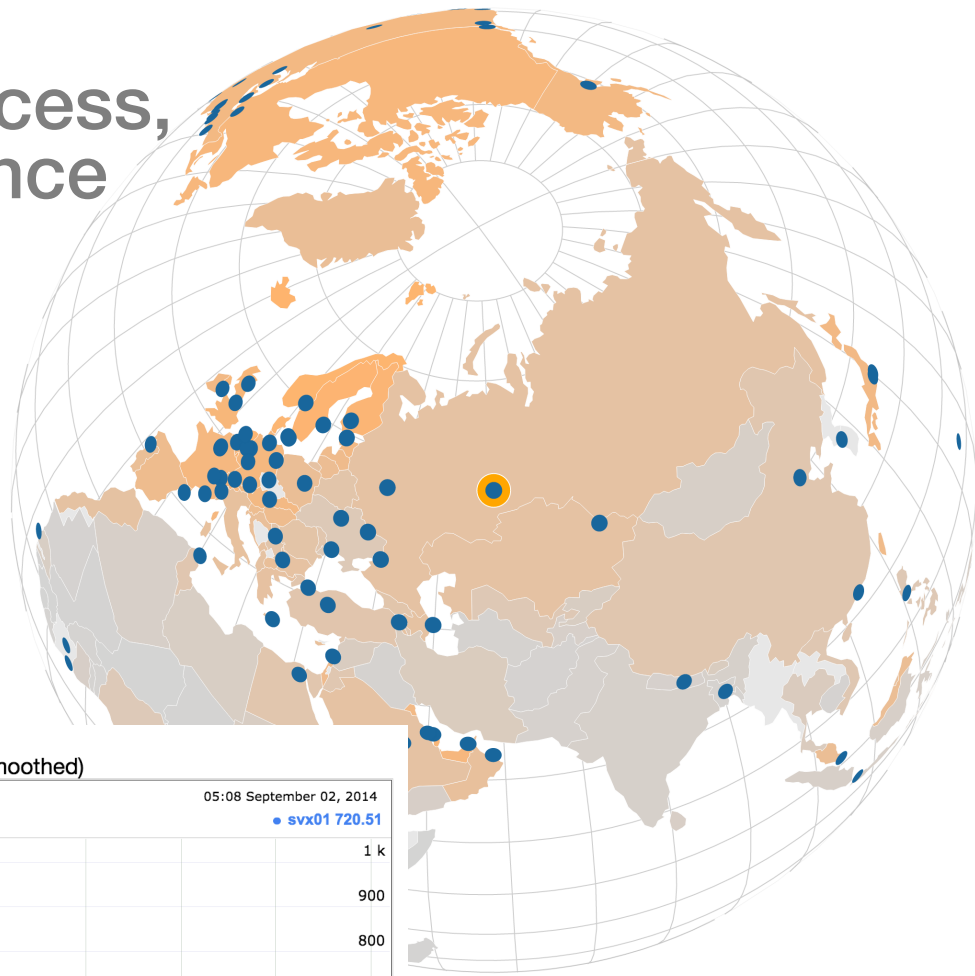 cess,
nce
noothed)
05:08 September 02, 2014
svx01 720.51
1 k
900
800